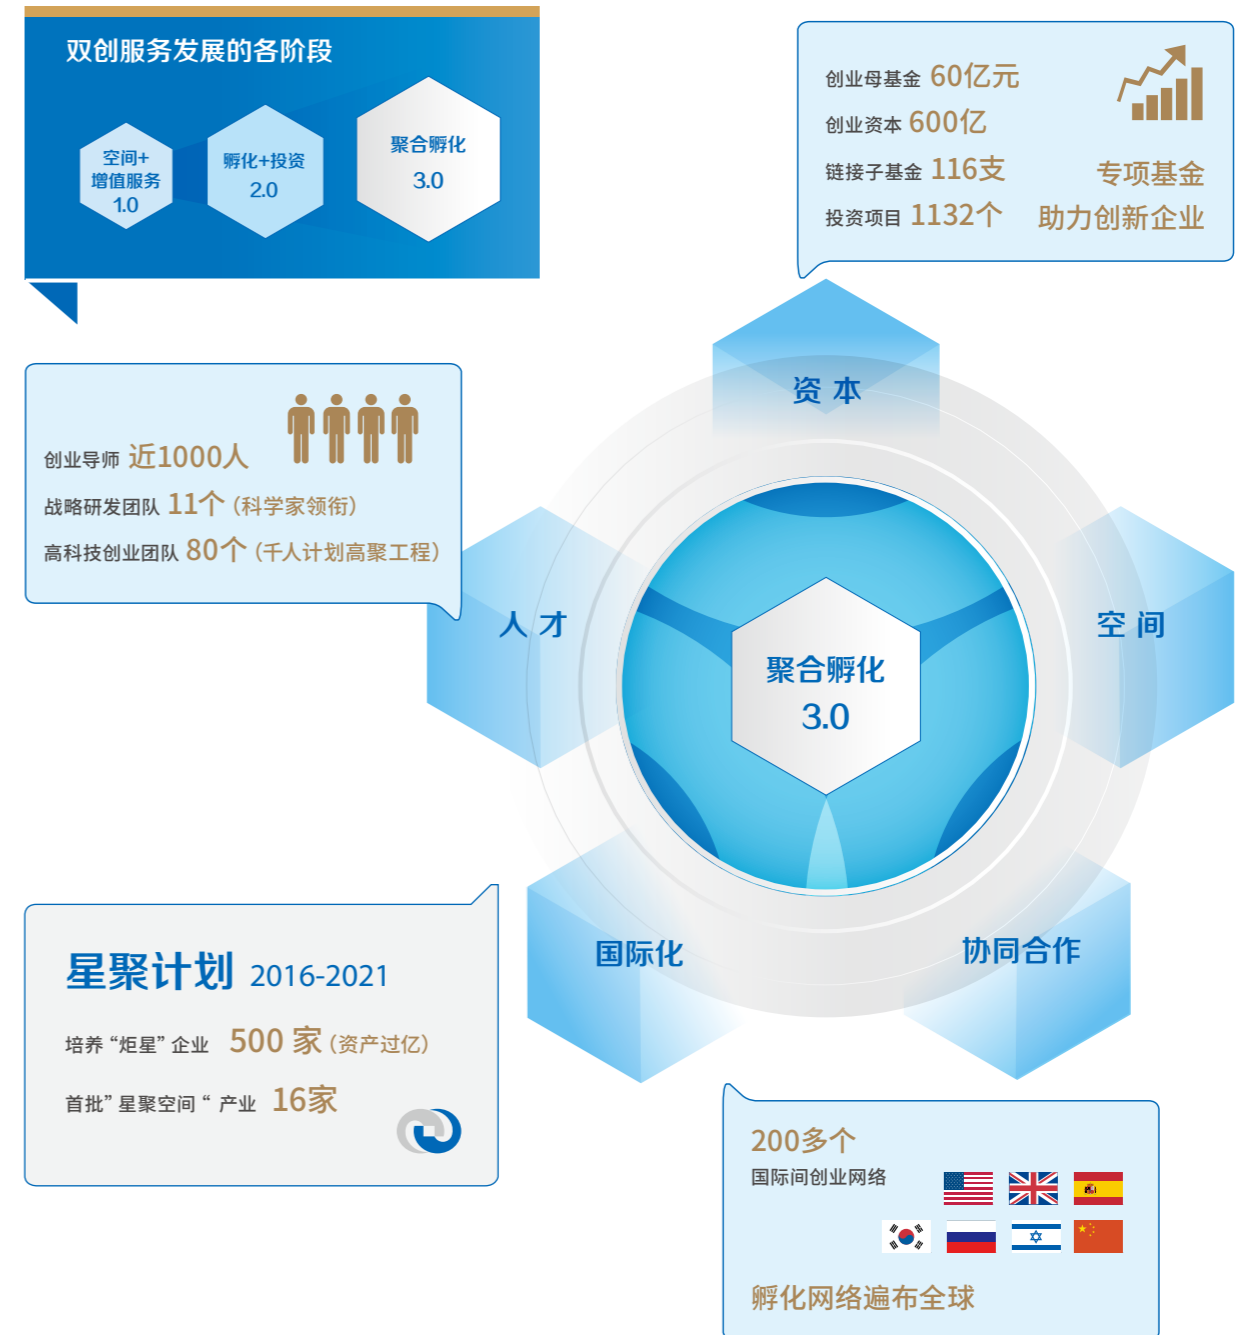 双创服务发展的各阶段
空间+
增值服务
1.0
孵化+投资
2.0
聚合孵化
3.0
创业母基金 60亿元
创业资本 600亿
链接子基金 116支
投资项目 1132个
专项基金
助力创新企业
资本
创业导师 近1000人
战略研发团队 11个（科学家领衔）
高科技创业团队 80个（千人计划高聚工程）
人才
空间
聚合孵化
3.0
国际化
协同合作
星聚计划 2016-2021
培养“炬星”企业 500 家（资产过亿）
首批”星聚空间“ 产业 16家
200多个
国际间创业网络
孵化网络遍布全球